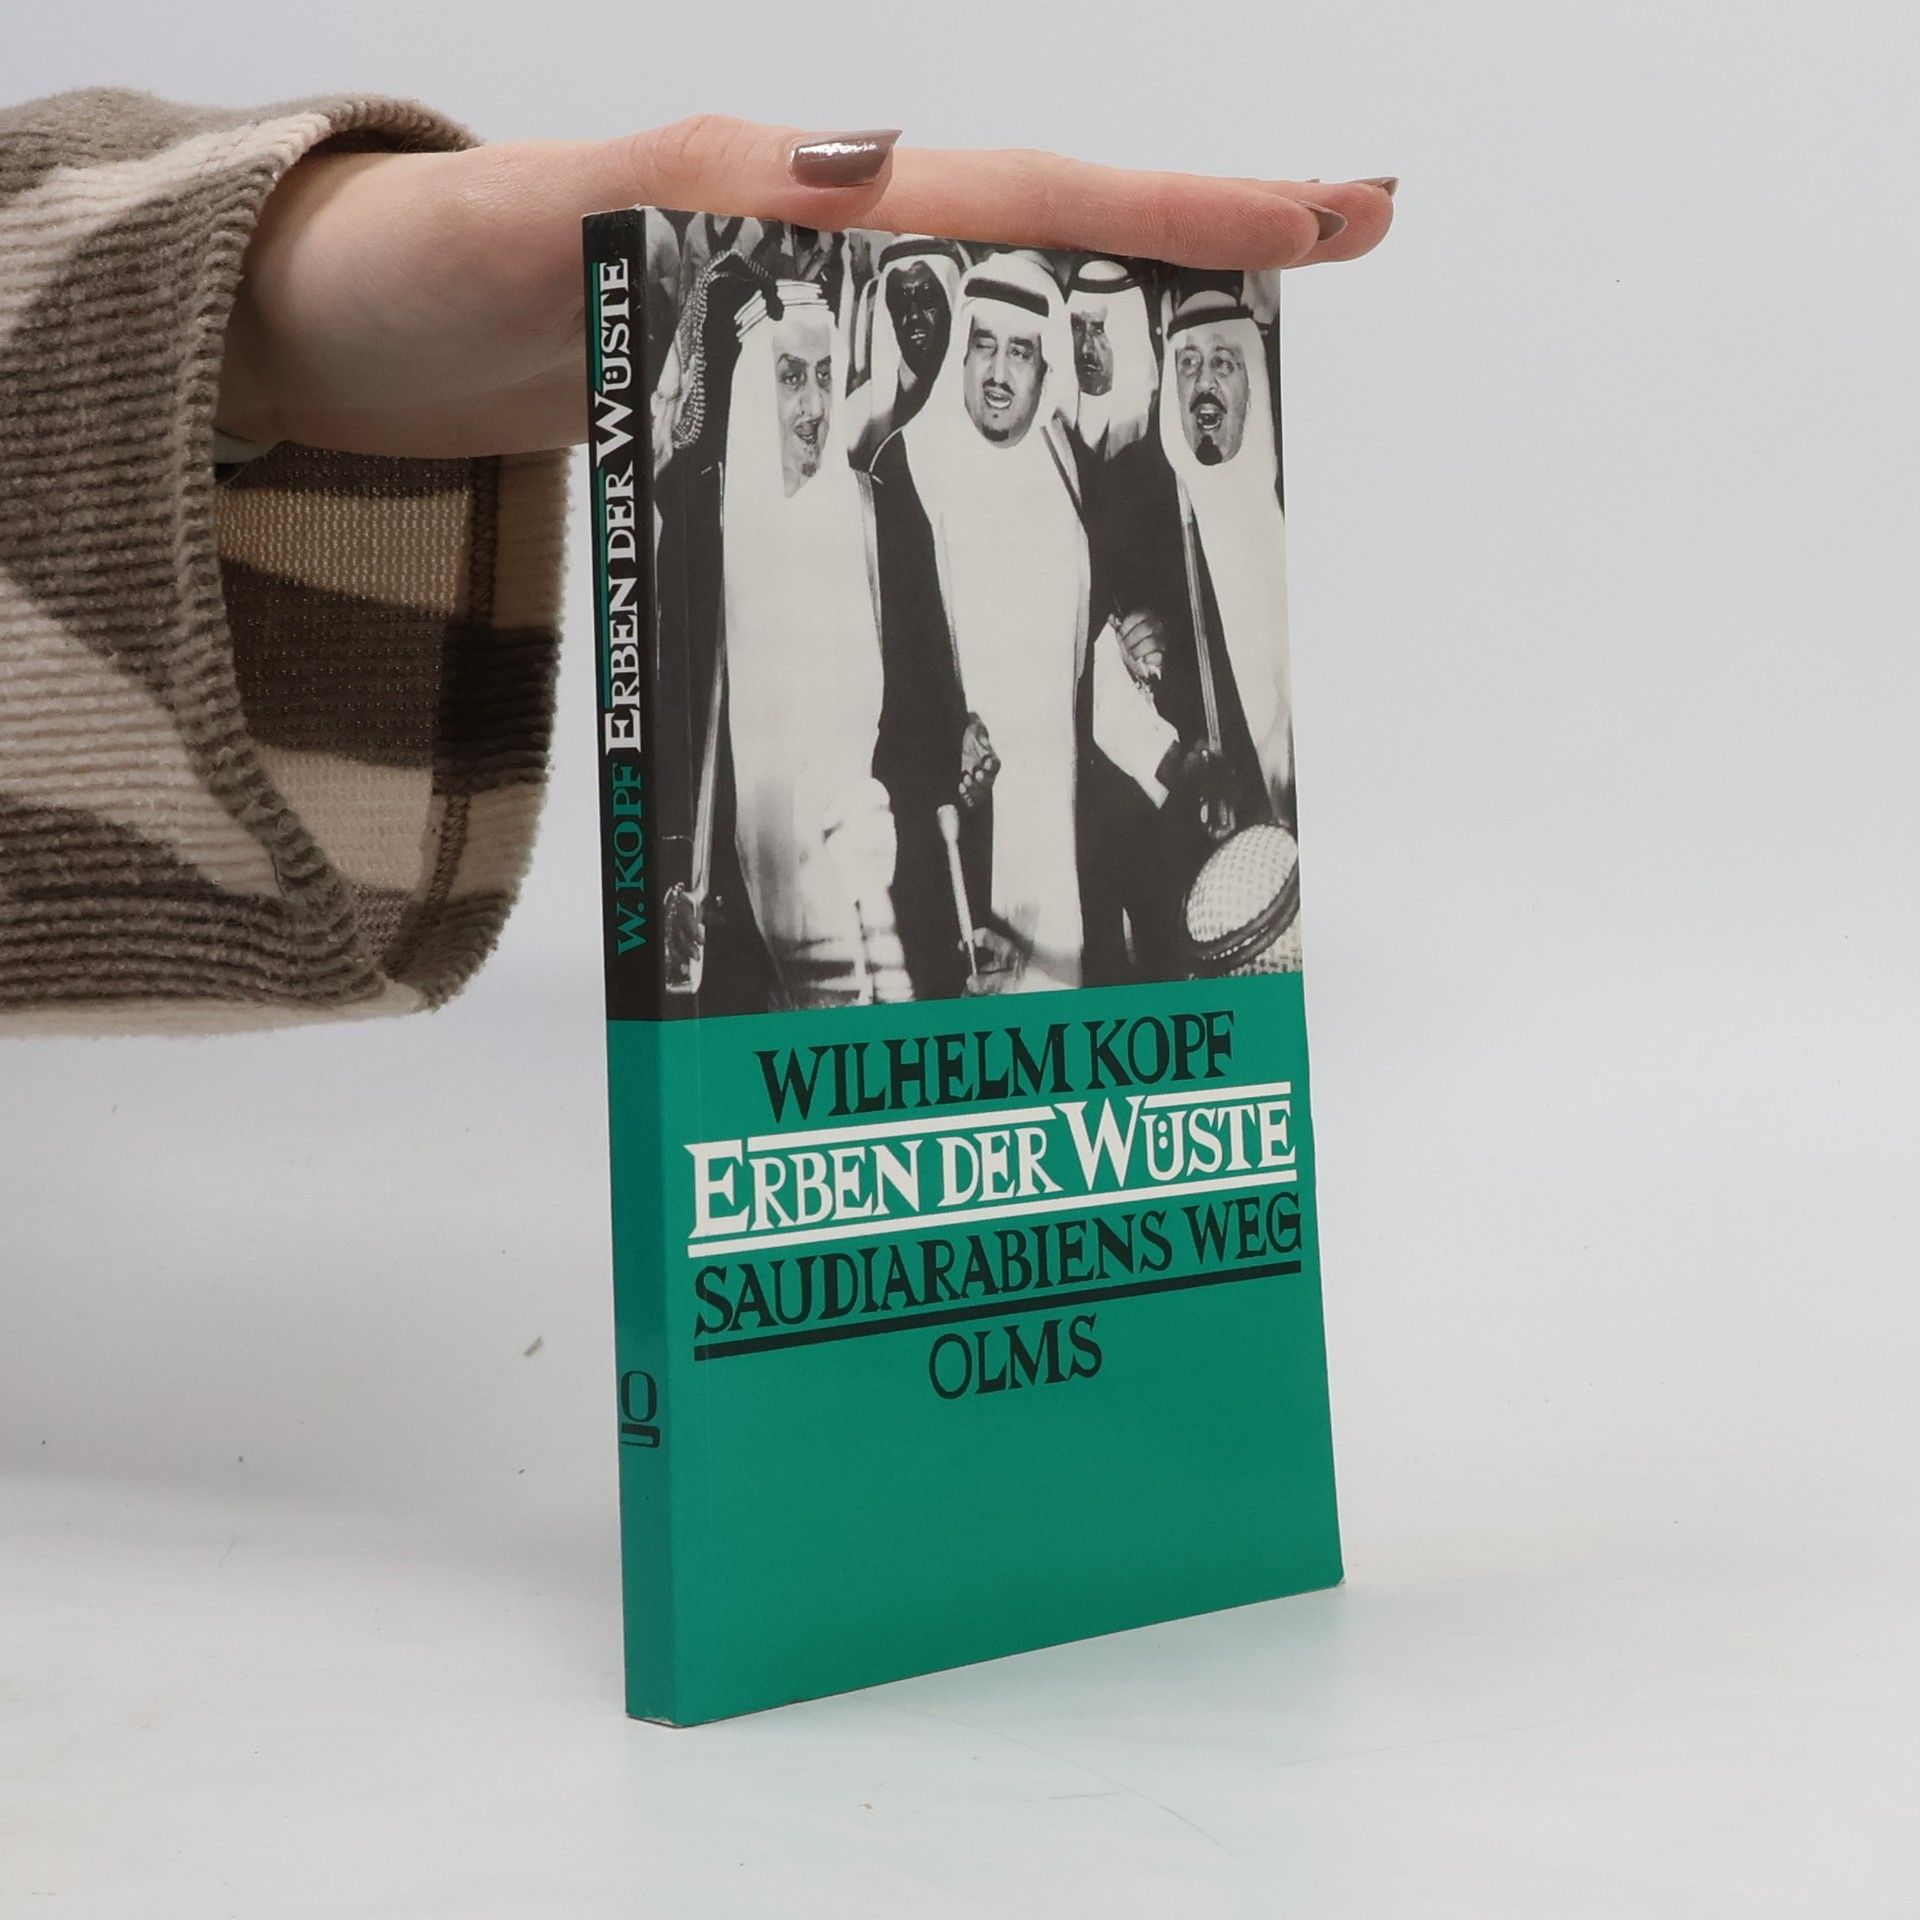 W. KOPF ERBEN DER WÜSTE
WILHELM KOPF
ERBEN DER WÜSTE
SAUDIARABIENS WEG
OLMS